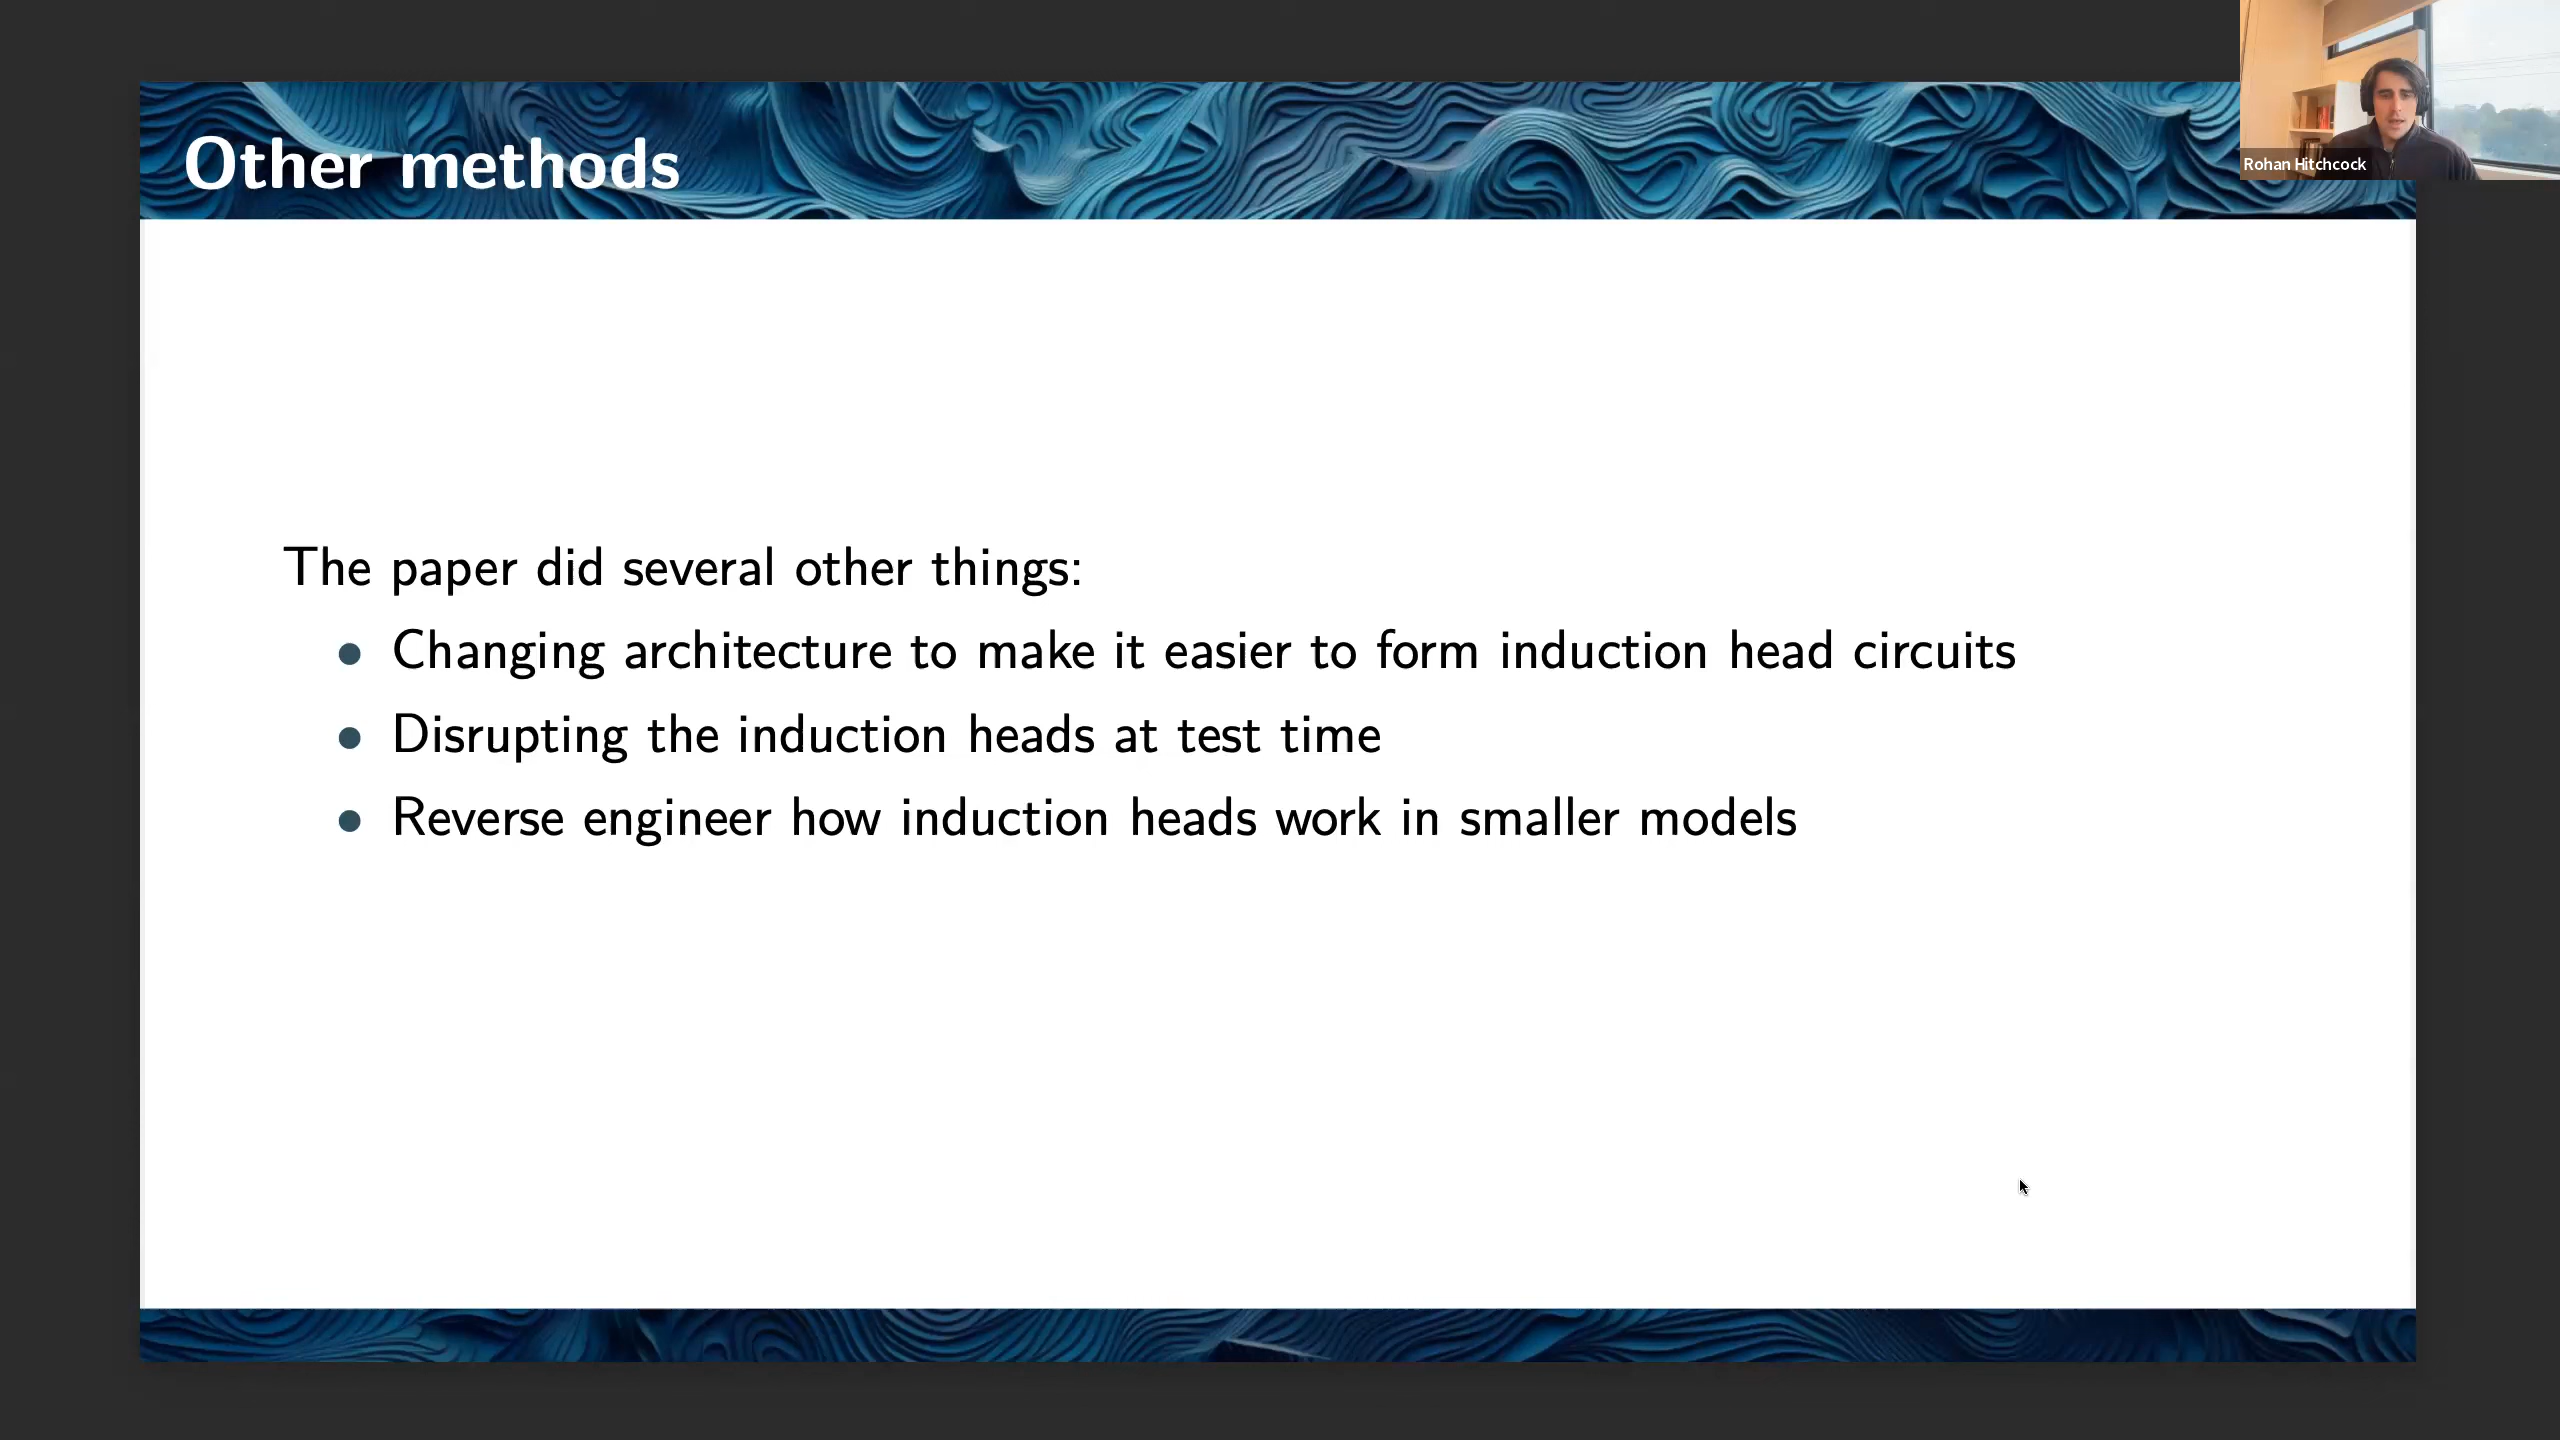 Other methods
Rohan Hitchcock
The paper did several other things:
• Changing architecture to make it easier to form induction head circuits
• Disrupting the induction heads at test time
• Reverse engineer how induction heads work in smaller models